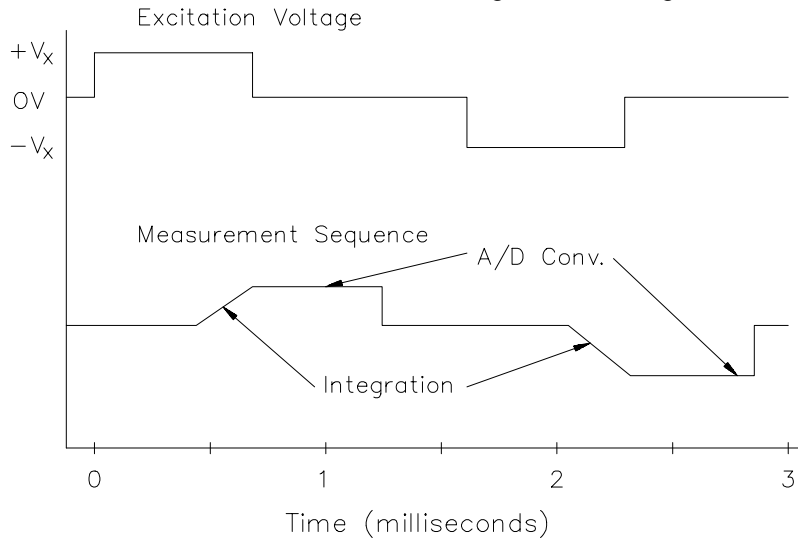 Excitation Voltage
+Vx
0V
−Vx
Measurement Sequence
A/D Conv.
Integration
0 1 2 3
Time (milliseconds)